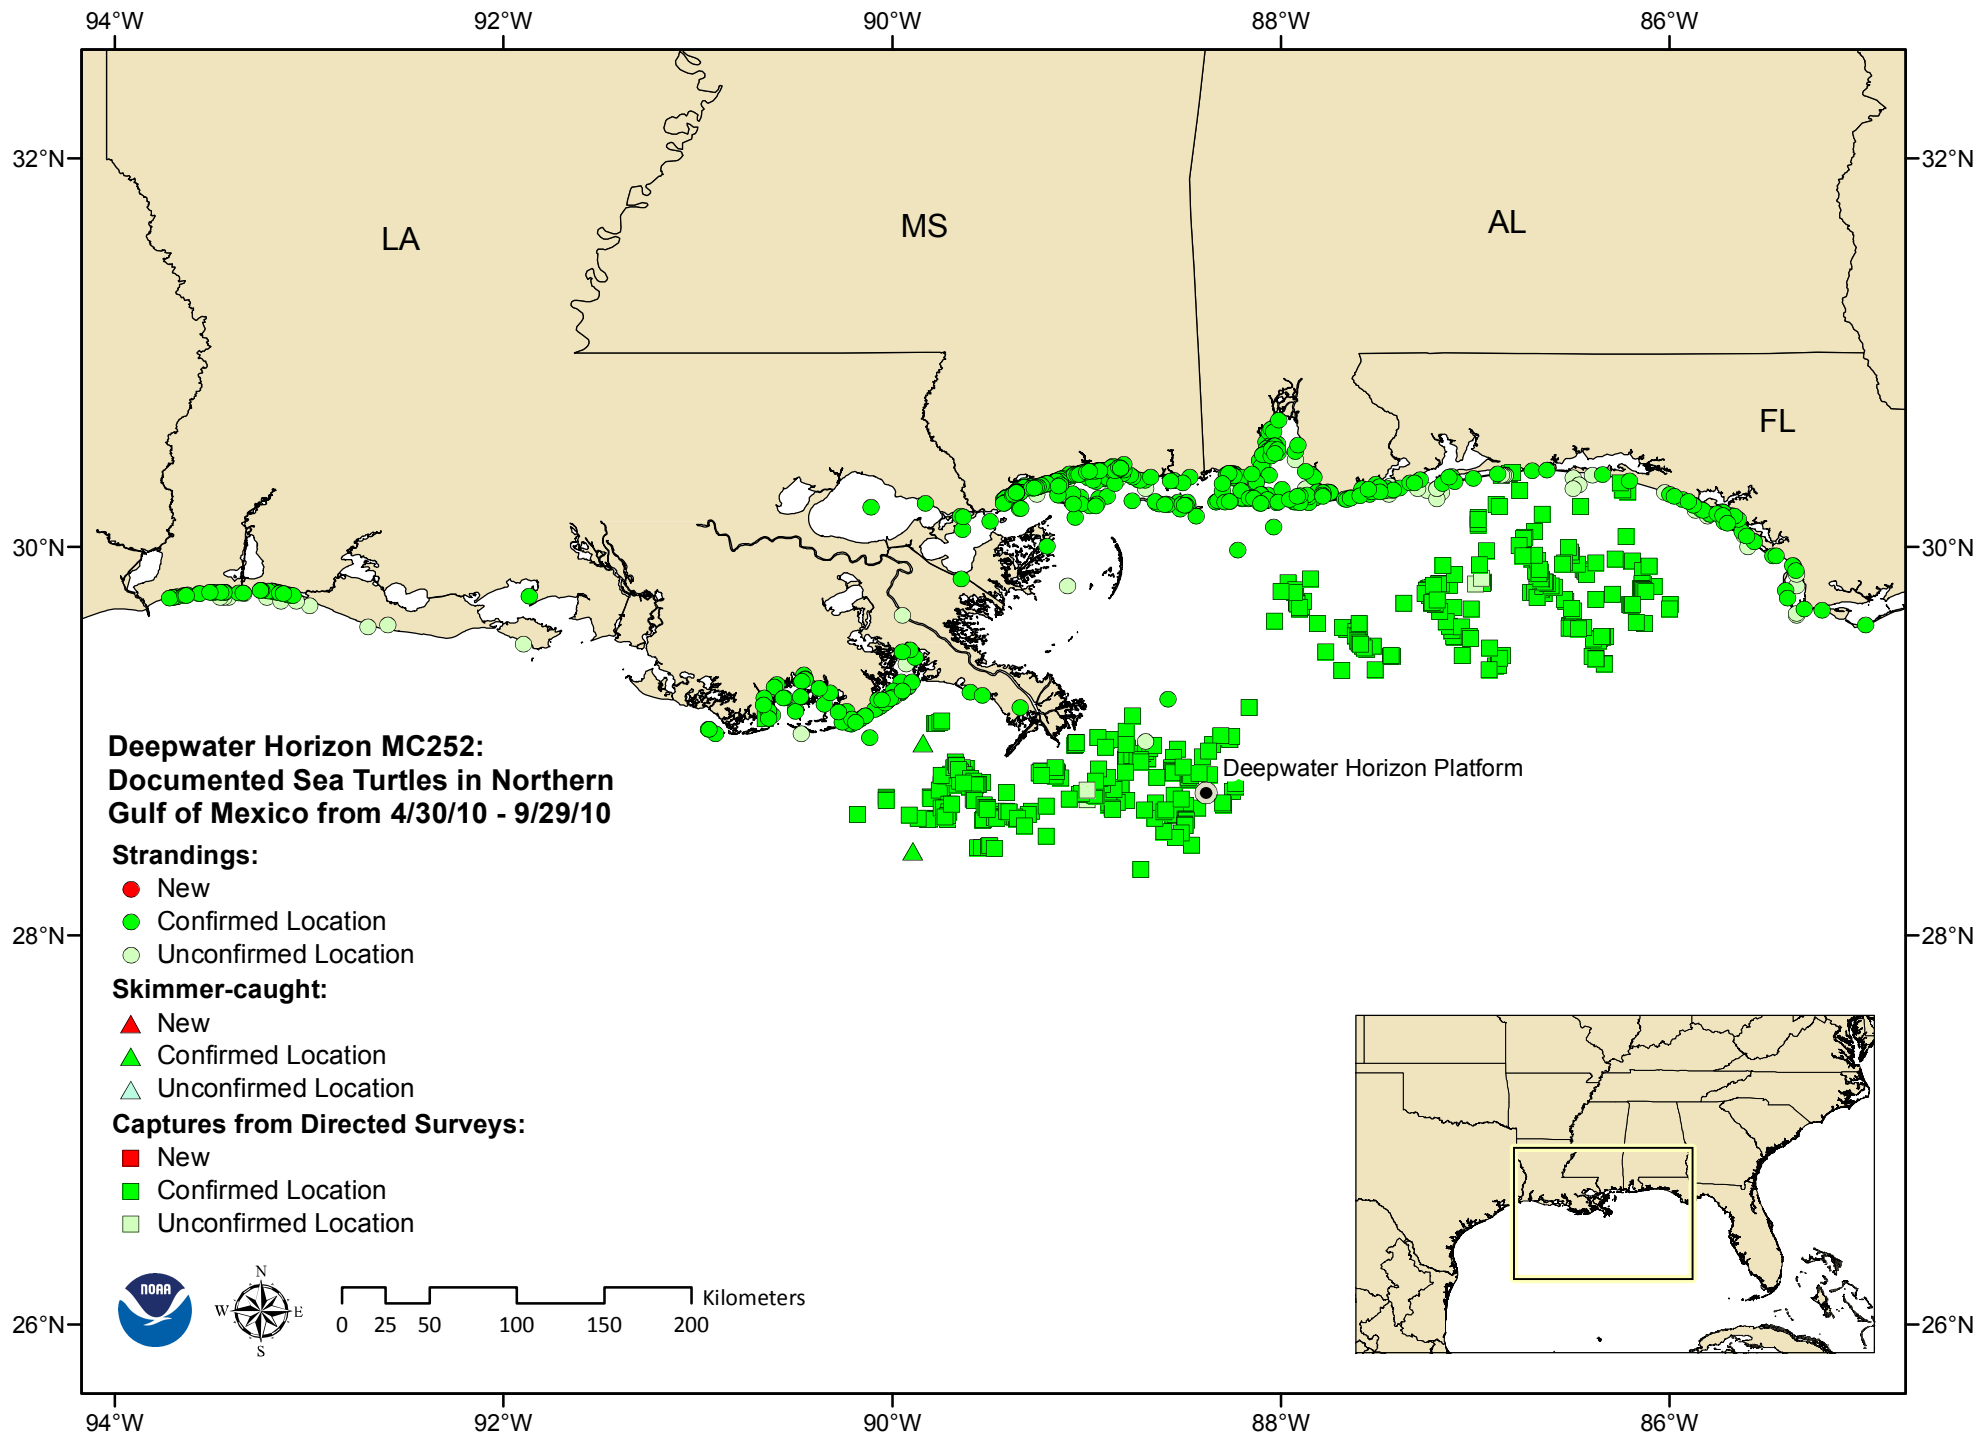 94°W 92°W 90°W 88°W 86°W
32°N 32°N
LA MS AL
FL
30°N 30°N
Deepwater Horizon Platform
Deepwater Horizon MC252:
Documented Sea Turtles in Northern
Gulf of Mexico from 4/30/10 - 9/29/10
Strandings:
New
Confirmed Location
Unconfirmed Location
28°N 28°N
Skimmer-caught:
New
Confirmed Location
Unconfirmed Location
Captures from Directed Surveys:
New
Confirmed Location
Unconfirmed Location
NOAA
N
W E
S
Kilometers
0 25 50 100 150 200
26°N 26°N
94°W 92°W 90°W 88°W 86°W